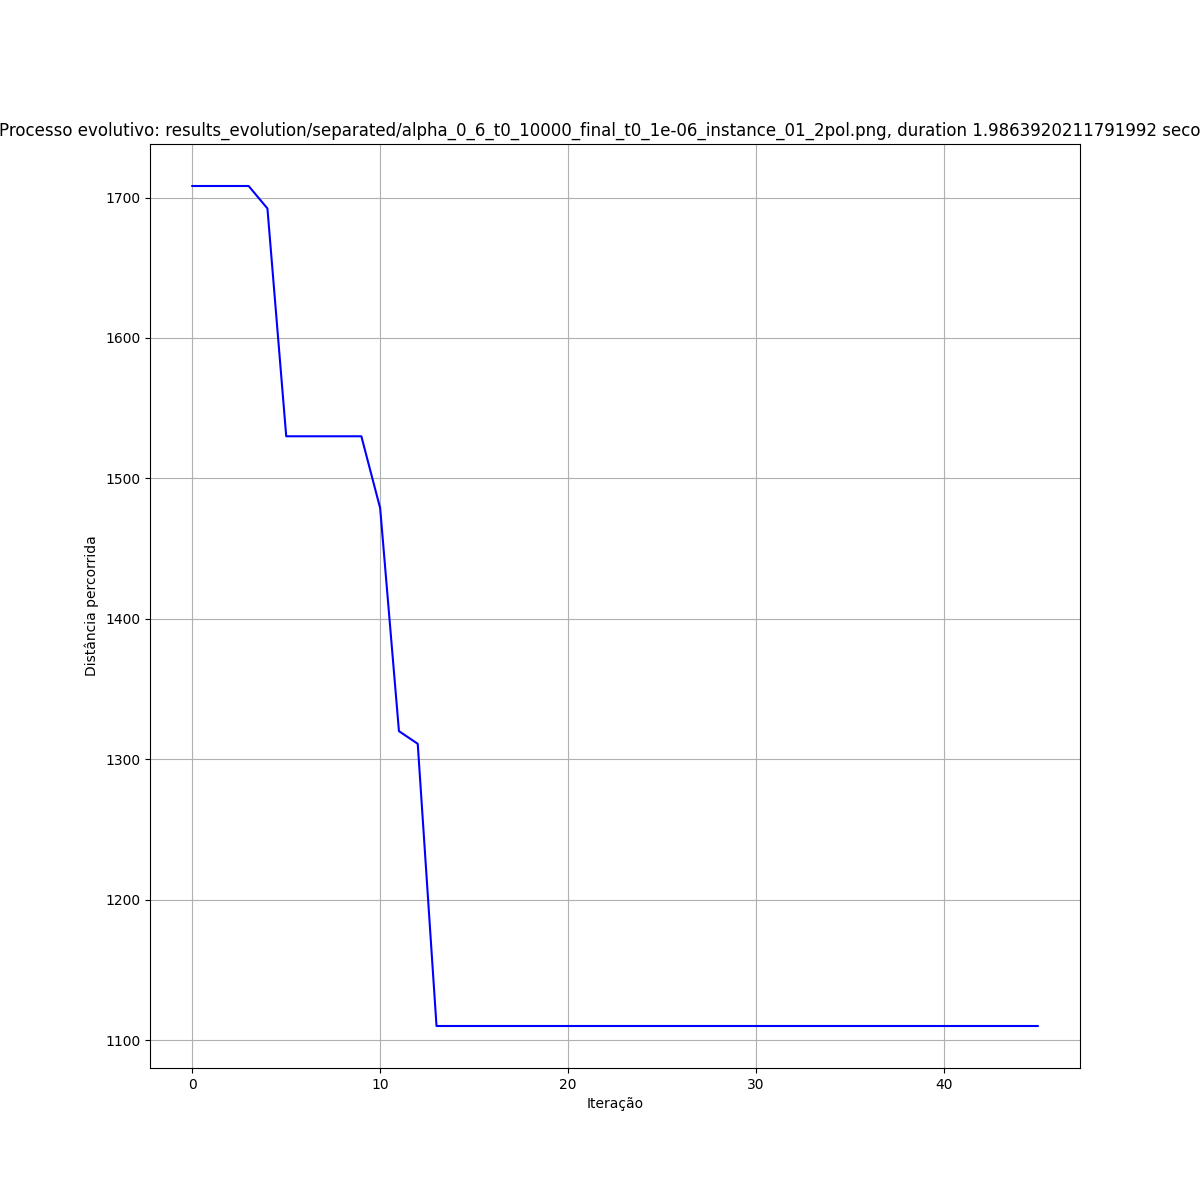 Processo evolutivo: results_evolution/separated/alpha_0_6_t0_10000_final_t0_1e-06_instance_01_2pol.png, duration 1.9863920211791992 seco
1700
1600
1500
1400
1300
1200
1100
Distância percorrida
0 10 20 30 40
Iteração